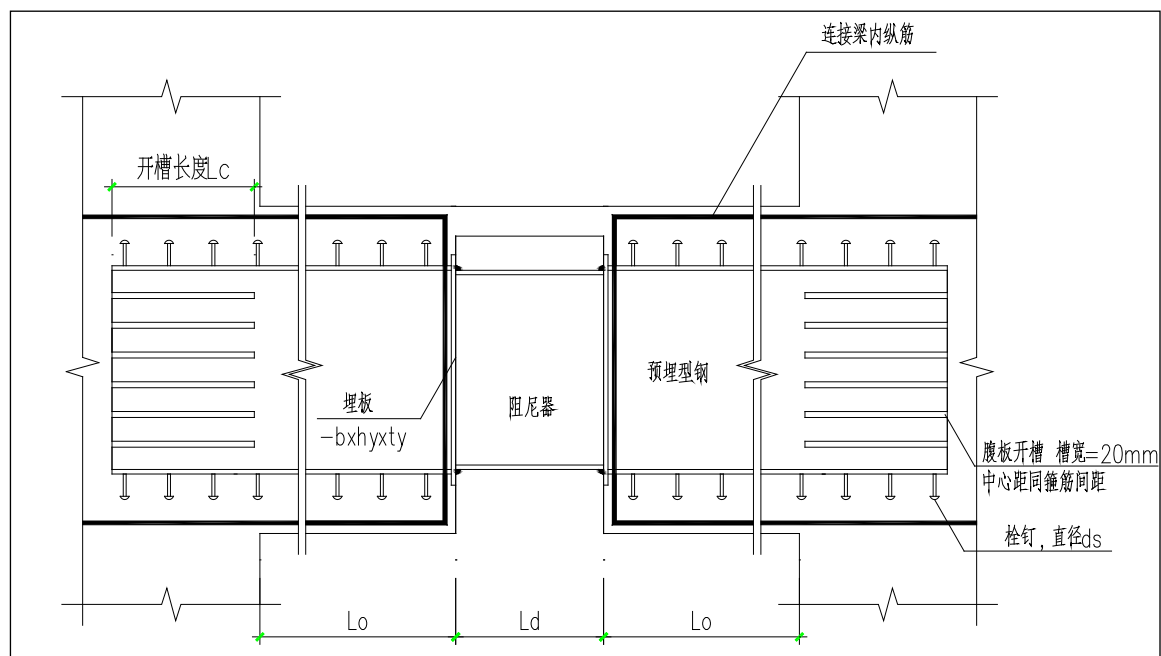 连接梁内纵筋
开槽长度Lc
预埋型钢
埋板
-bxhyxty
阻尼器
腹板开槽 槽宽=20mm
中心距同箍筋间距
栓钉,直径ds
Lo
Ld
Lo